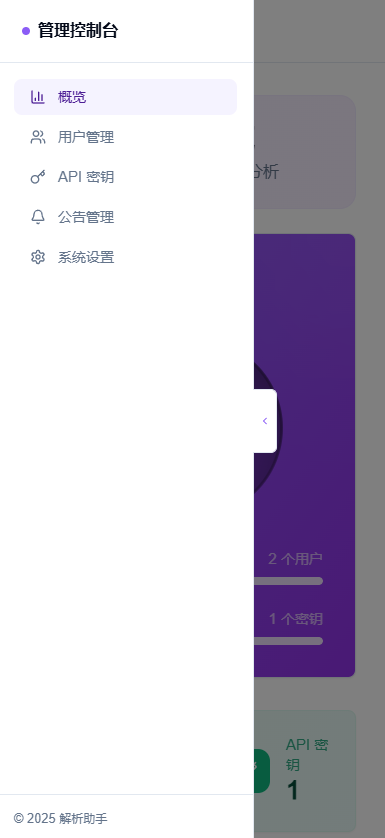 管理控制台
概览
用户管理
API 密钥
公告管理
系统设置
分析
2 个用户
1 个密钥
API 密
钥
1
© 2025 解析助手